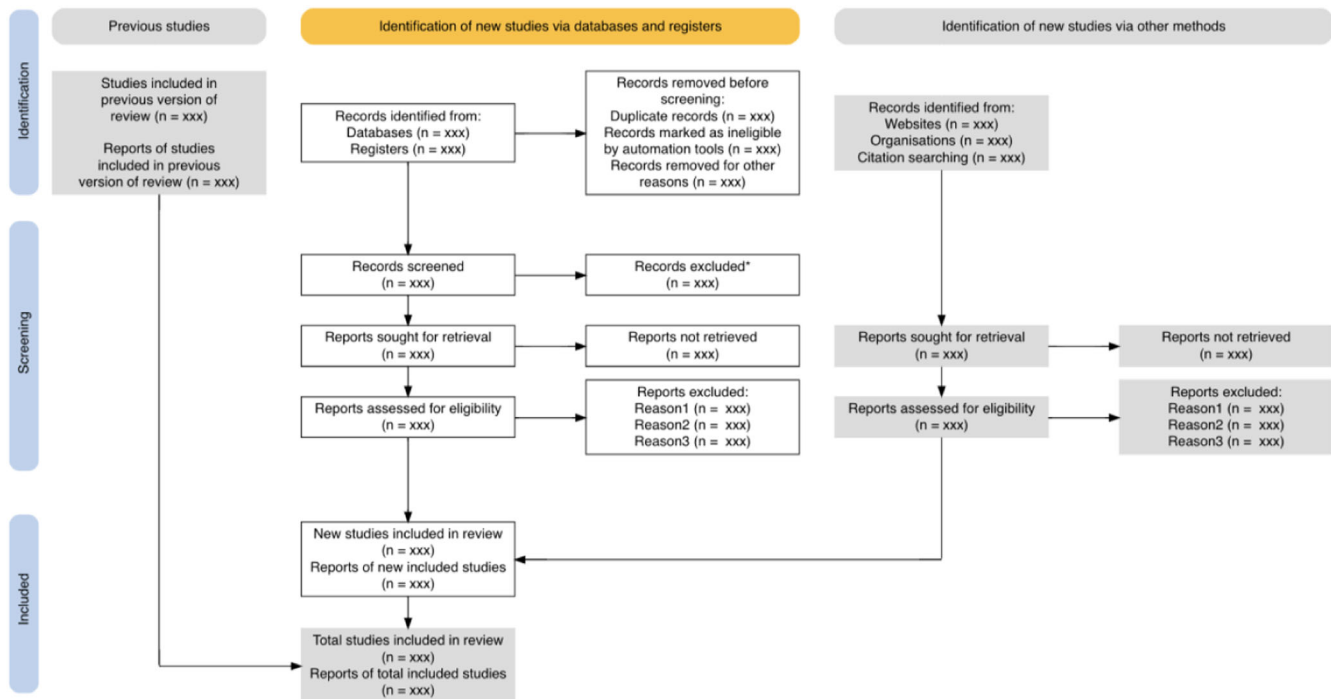 Previous studies
Identification of new studies via databases and registers
Identification of new studies via other methods
Identification
Studies included in
previous version of
review (n = xxx)
Reports of studies
included in previous
version of review (n = xxx)
Records identified from:
Databases (n = xxx)
Registers (n = xxx)
Records removed before
screening:
Duplicate records (n = xxx)
Records marked as ineligible
by automation tools (n = xxx)
Records removed for other
reasons (n = xxx)
Records identified from:
Websites (n = xxx)
Organisations (n = xxx)
Citation searching (n = xxx)
Screening
Records screened
(n = xxx)
Records excluded*
(n = xxx)
Reports sought for retrieval
(n = xxx)
Reports not retrieved
(n = xxx)
Reports sought for retrieval
(n = xxx)
Reports not retrieved
(n = xxx)
Reports assessed for eligibility
(n = xxx)
Reports excluded:
Reason1 (n = xxx)
Reason2 (n = xxx)
Reason3 (n = xxx)
Reports assessed for eligibility
(n = xxx)
Reports excluded:
Reason1 (n = xxx)
Reason2 (n = xxx)
Reason3 (n = xxx)
Included
New studies included in review
(n = xxx)
Reports of new included studies
(n = xxx)
Total studies included in review
(n = xxx)
Reports of total included studies
(n = xxx)